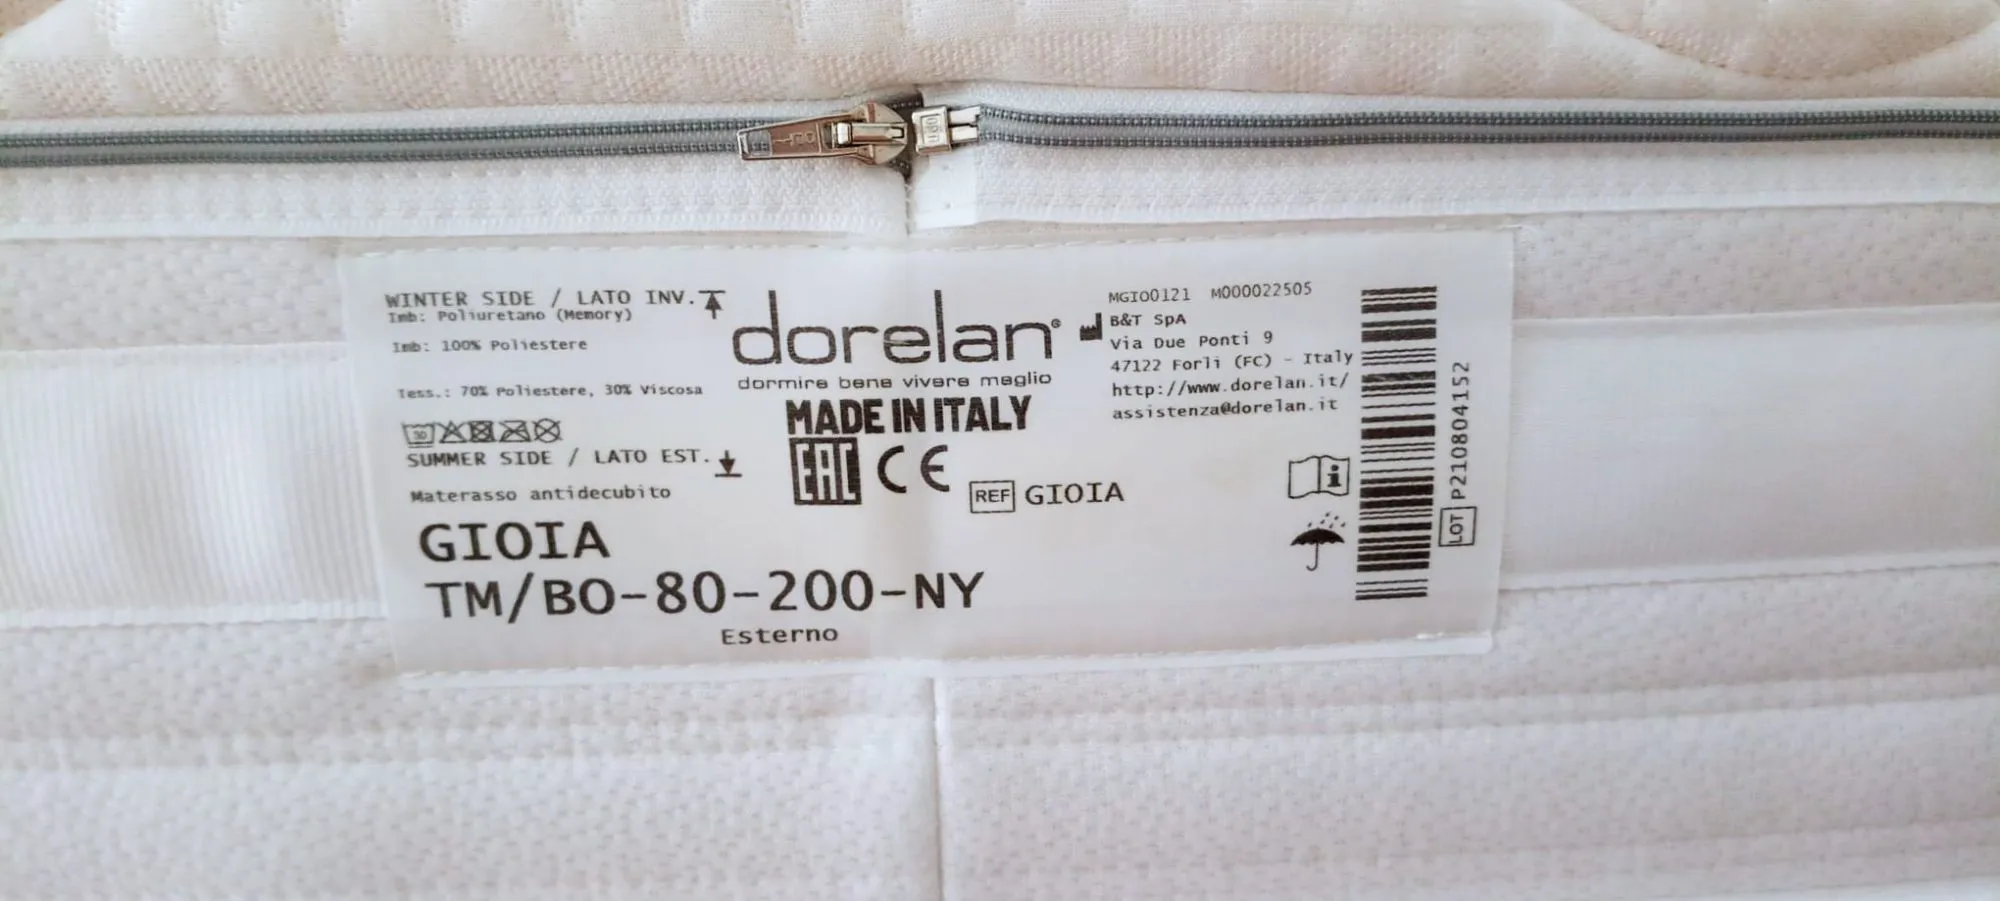 WINTER SIDE / LATO INV.
Imb: Poliuretano (Memory)
Imb: 100% Poliestere
Tess.: 70% Poliestere, 30% Viscosa
30
SUMMER SIDE / LATO EST.
Materasso antidecubito
GIOIA
TM/BO-80-200-NY
Esterno
dorelan®
dormire bene vivere meglio
MADE IN ITALY
EAC CE
REF GIOIA
MGIO0121 M000022505
B&T SpA
Via Due Ponti 9
47122 Forlì (FC) - Italy
http://www.dorelan.it/
assistenza@dorelan.it
i
LOT P210804152